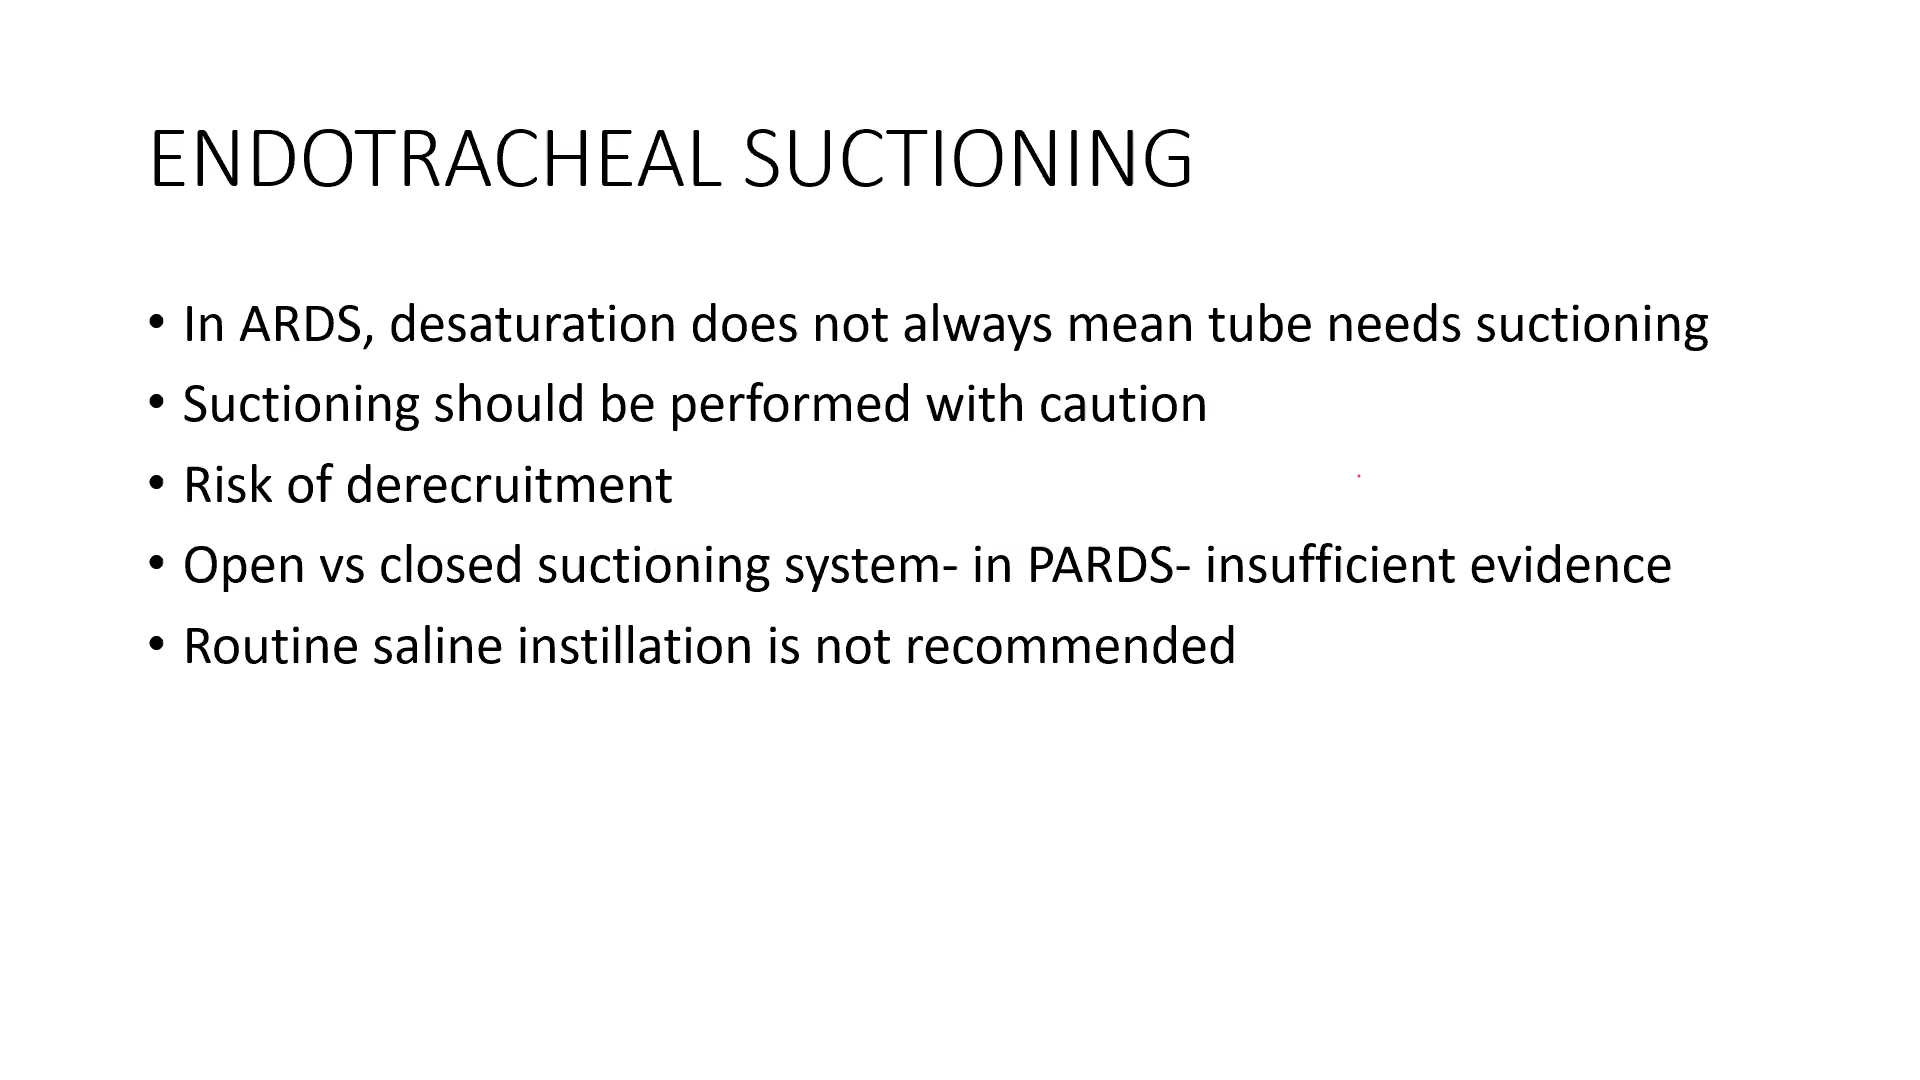 ENDOTRACHEAL SUCTIONING
• In ARDS, desaturation does not always mean tube needs suctioning
• Suctioning should be performed with caution
• Risk of derecruitment
• Open vs closed suctioning system- in PARDS- insufficient evidence
• Routine saline instillation is not recommended